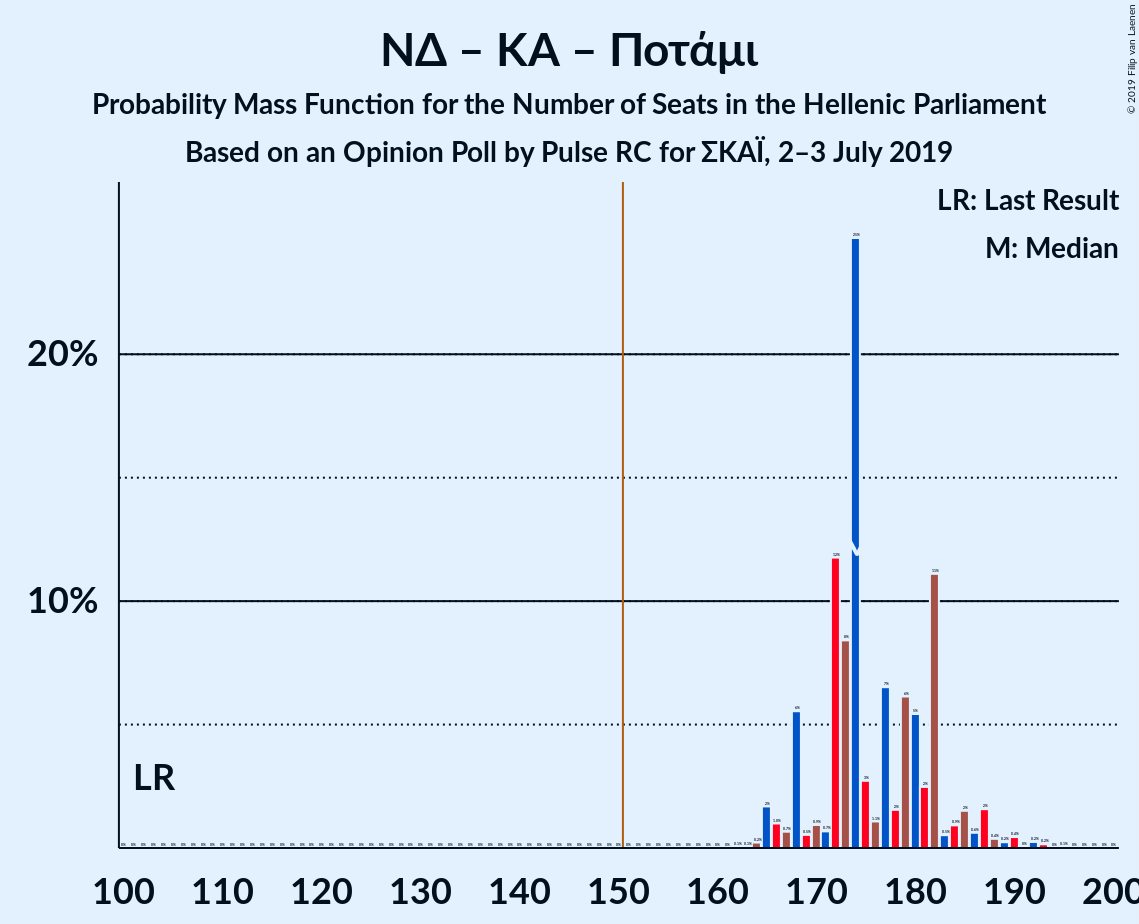 ΝΔ – ΚΑ – Ποτάμι
Probability Mass Function for the Number of Seats in the Hellenic Parliament
Based on an Opinion Poll by Pulse RC for ΣΚΑΪ, 2–3 July 2019
© 2019 Filip van Laenen
LR: Last Result
M: Median
20%
10%
LR
100 110 120 130 140 150 160 170 180 190 200